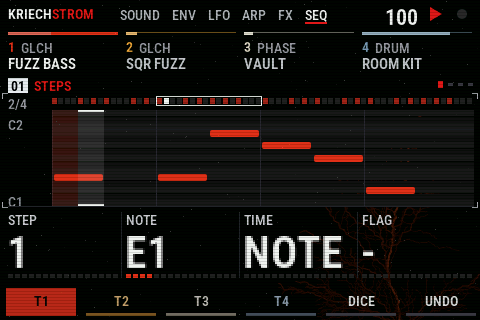 KRIECHSTROM SOUND ENV LFO ARP FX SEQ 100
1 GLCH 2 GLCH 3 PHASE 4 DRUM
FUZZ BASS SQR FUZZ VAULT ROOM KIT
01 STEPS
2/4
C2
C1
STEP NOTE TIME FLAG
1 E1 NOTE -
T1 T2 T3 T4 DICE UNDO